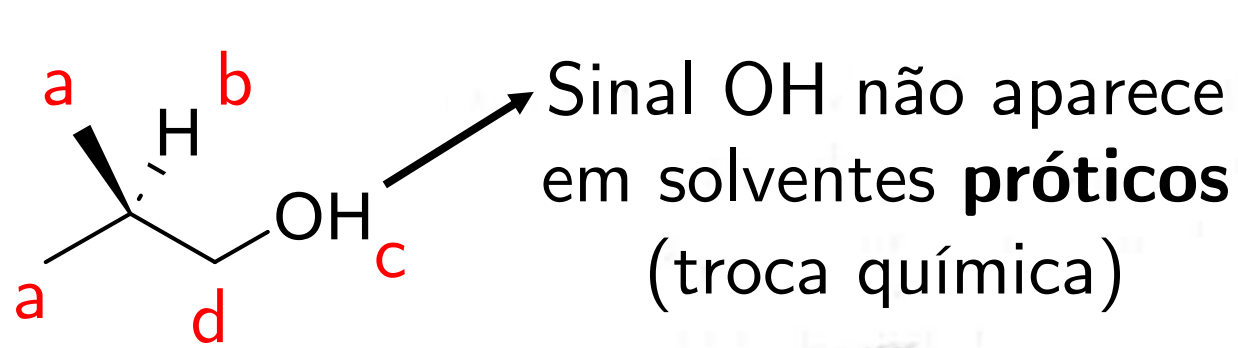 a
b
H
OH
c
a
d
Sinal OH não aparece
em solventes próticos
(troca química)